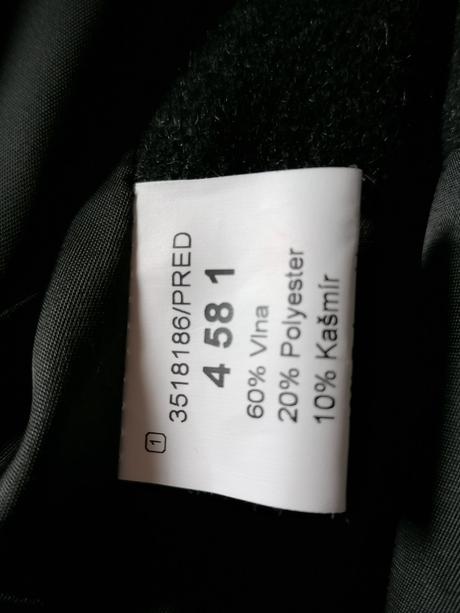 1
3518186/PRED
4 58 1
60% Vlna
20% Polyester
10% Kašmír